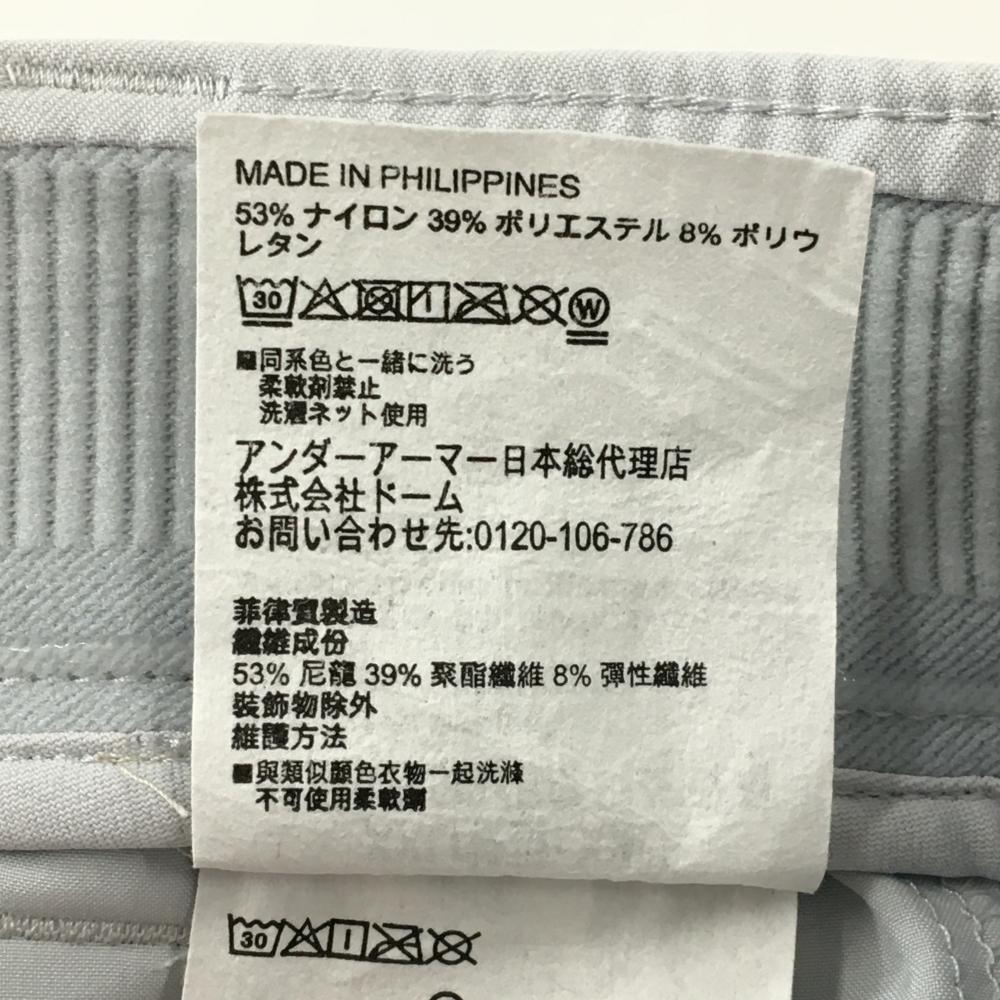 MADE IN PHILIPPINES
53% ナイロン 39% ポリエステル 8% ポリウ
レタン
30
W
■同系色と一緒に洗う
柔軟剤禁止
洗濯ネット使用
アンダーアーマー日本総代理店
株式会社ドーム
お問い合わせ先:0120-106-786
菲律賓製造
纖維成份
53% 尼龍 39% 聚酯纖維 8% 彈性纖維
裝飾物除外
維護方法
■與類似顏色衣物一起洗滌
不可使用柔軟劑
30